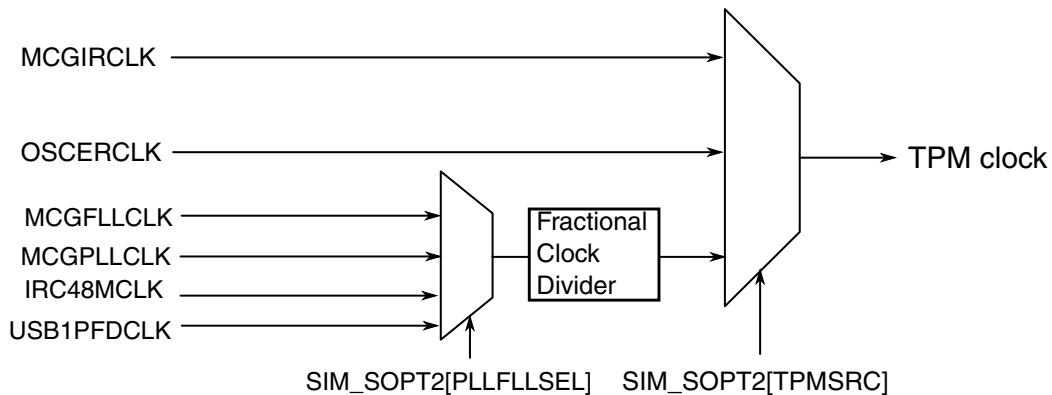 MCGIRCLK
OSCERCLK
TPM clock
MCGFLLCLK
MCGPLLCLK
IRC48MCLK
USB1PFDCLK
Fractional
Clock
Divider
SIM_SOPT2[PLLFLLSEL]
SIM_SOPT2[TPMSRC]